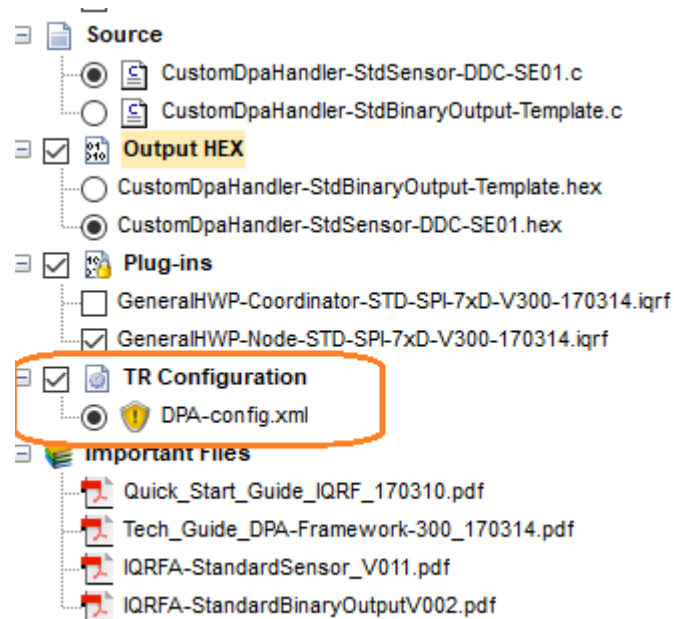 Source
CustomDpaHandler-StdSensor-DDC-SE01.c
CustomDpaHandler-StdBinaryOutput-Template.c
Output HEX
CustomDpaHandler-StdBinaryOutput-Template.hex
CustomDpaHandler-StdSensor-DDC-SE01.hex
Plug-ins
GeneralHWP-Coordinator-STD-SPI-7xD-V300-170314.iqrf
GeneralHWP-Node-STD-SPI-7xD-V300-170314.iqrf
TR Configuration
DPA-config.xml
Important Files
Quick_Start_Guide_IQRF_170310.pdf
Tech_Guide_DPA-Framework-300_170314.pdf
IQRFA-StandardSensor_V011.pdf
IQRFA-StandardBinaryOutputV002.pdf